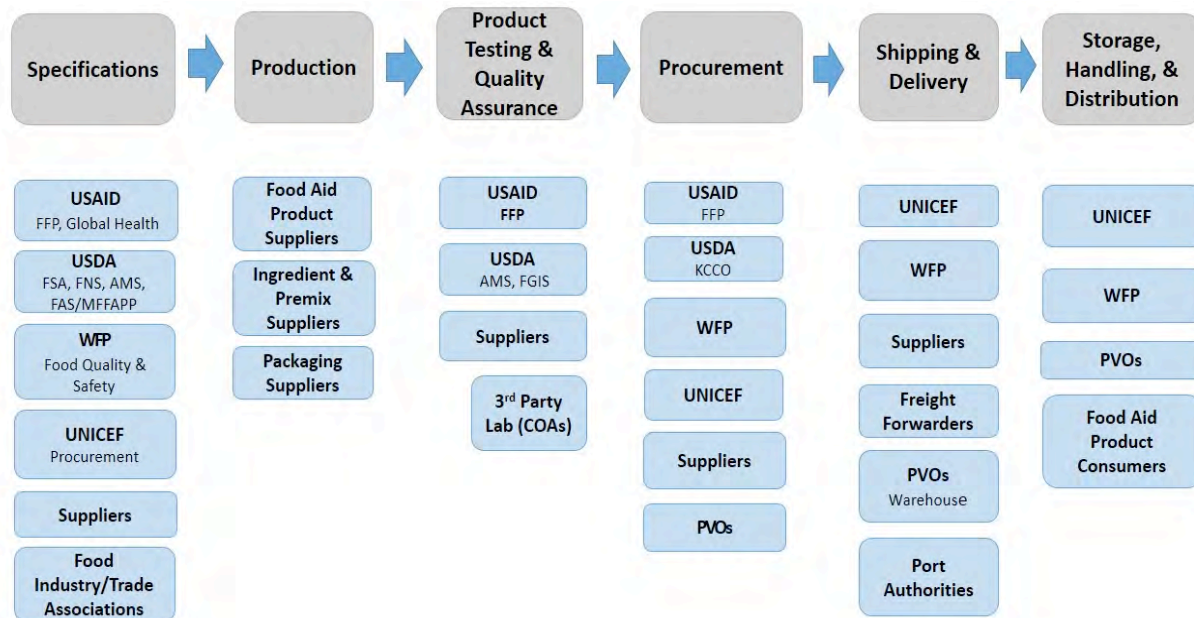 Specifications
Production
Product
Testing &
Quality
Assurance
Procurement
Shipping &
Delivery
Storage,
Handling, &
Distribution
USAID
FFP, Global Health
USDA
FSA, FNS, AMS,
FAS/MFFAPP
WFP
Food Quality &
Safety
UNICEF
Procurement
Suppliers
Food
Industry/Trade
Associations
Food Aid
Product
Suppliers
Ingredient &
Premix
Suppliers
Packaging
Suppliers
USAID
FFP
USDA
AMS, FGIS
Suppliers
3rd Party
Lab (COAs)
USAID
FFP
USDA
KCCO
WFP
UNICEF
Suppliers
PVOs
UNICEF
WFP
Suppliers
Freight
Forwarders
PVOs
Warehouse
Port
Authorities
UNICEF
WFP
PVOs
Food Aid
Product
Consumers